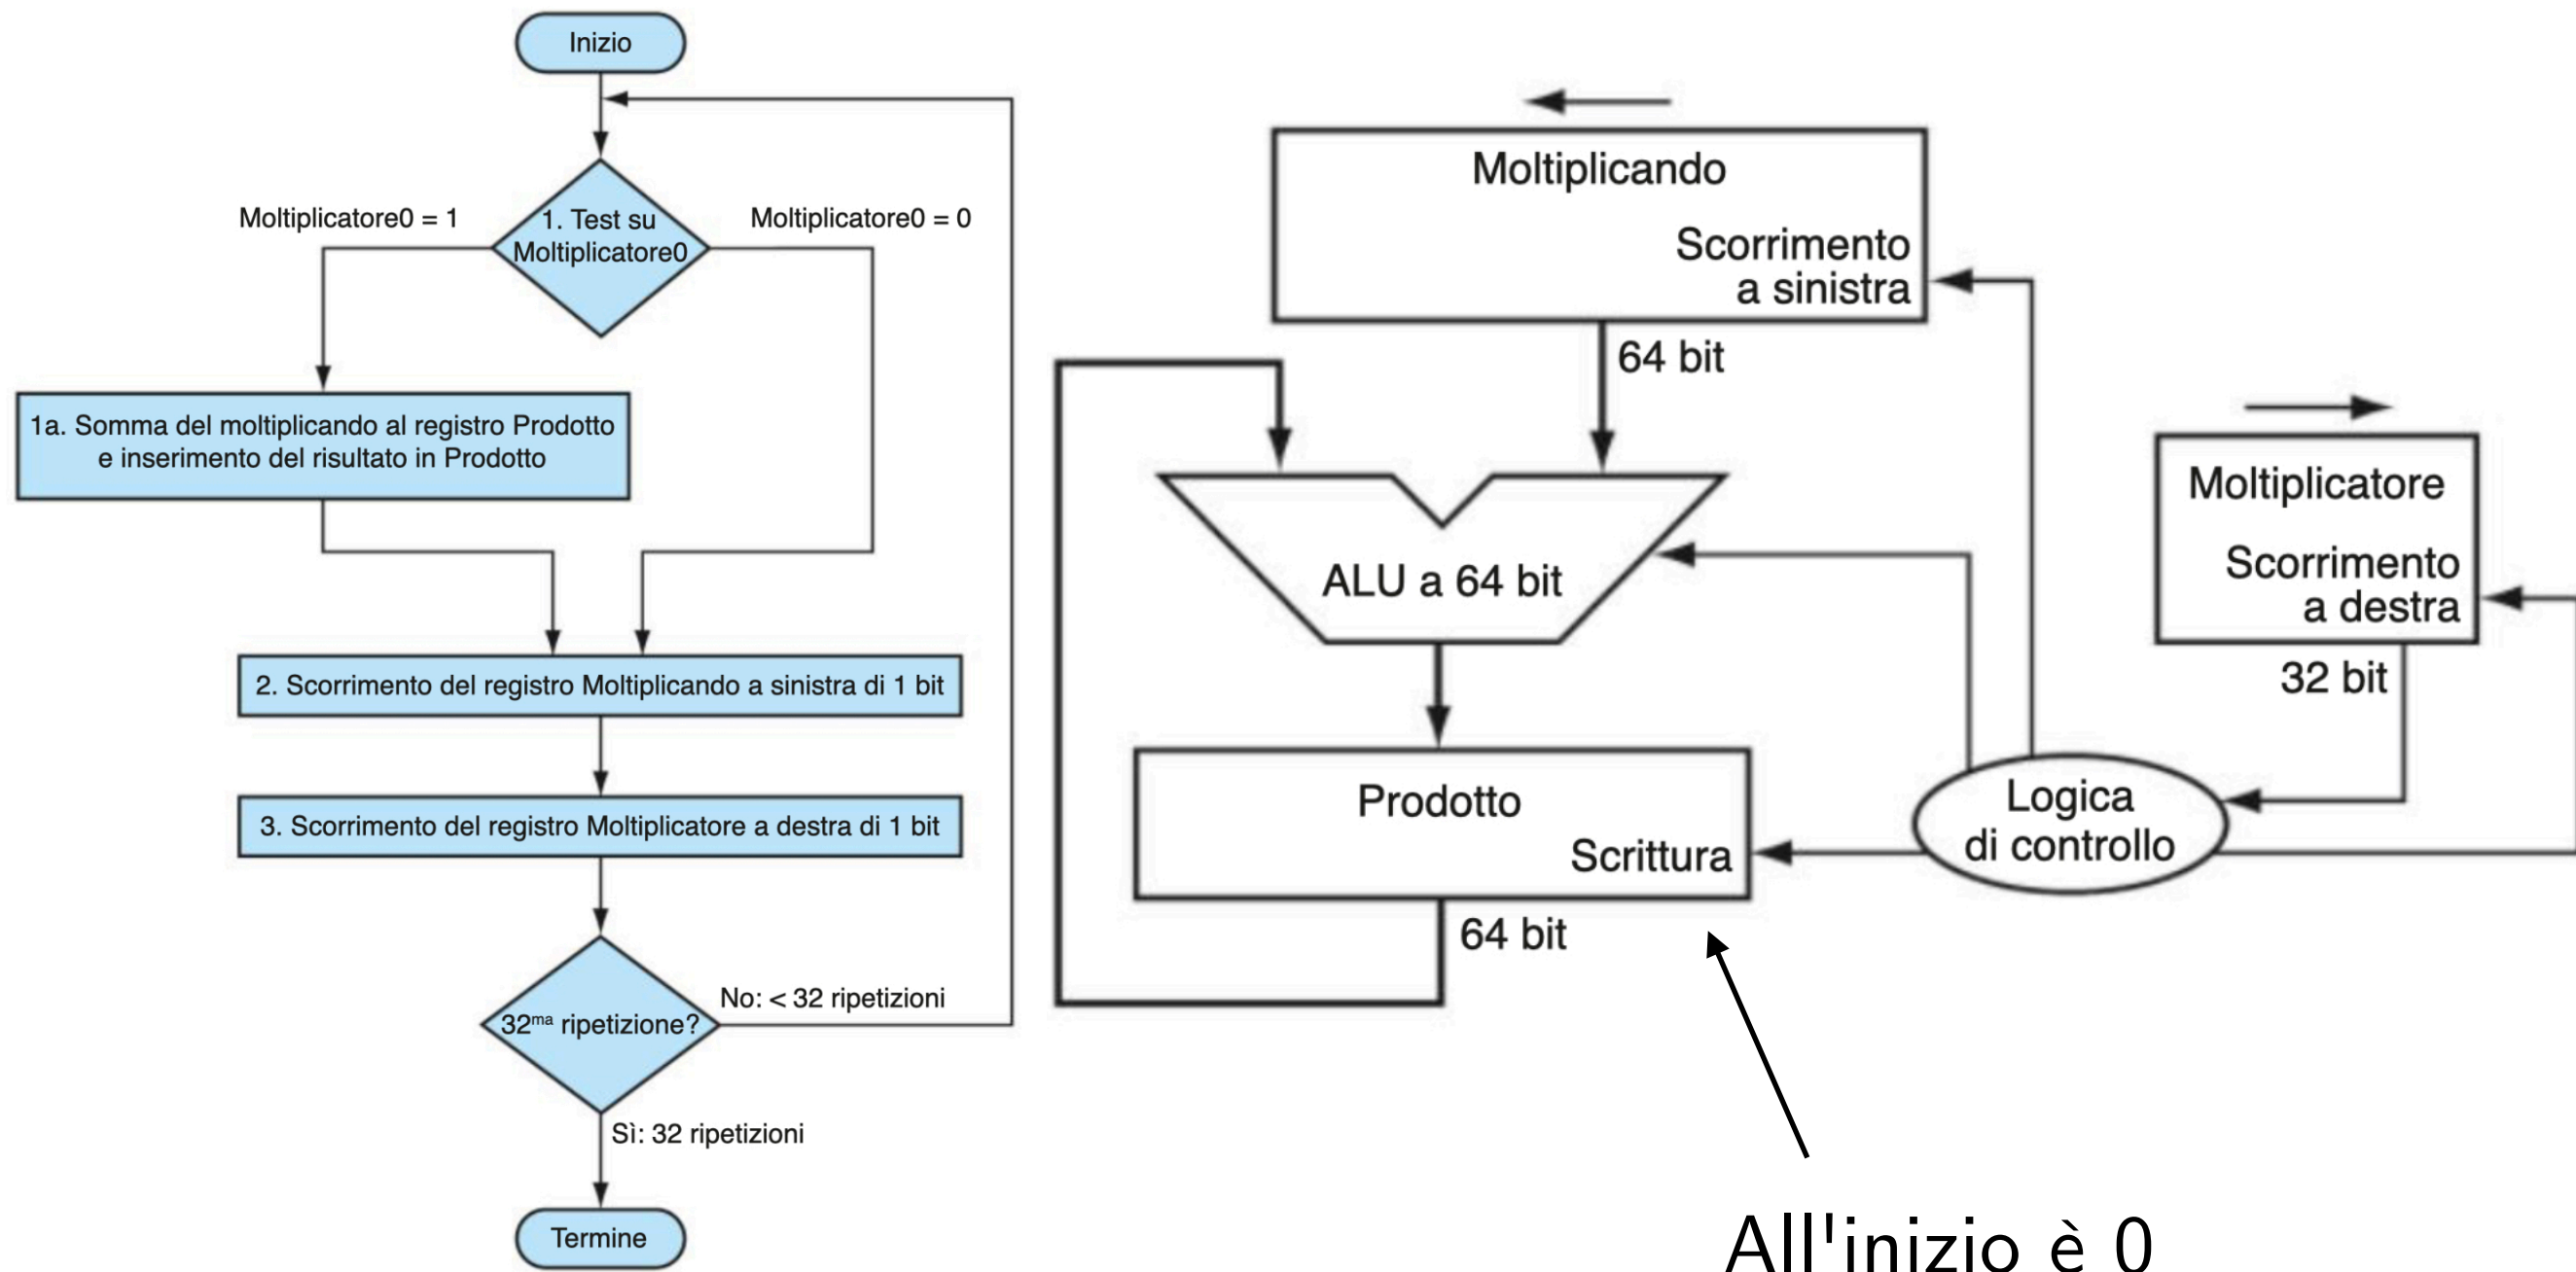 Inizio
Moltiplicatore0 = 1
1. Test su
Moltiplicatore0
Moltiplicatore0 = 0
1a. Somma del moltiplicando al registro Prodotto
e inserimento del risultato in Prodotto
2. Scorrimento del registro Moltiplicando a sinistra di 1 bit
3. Scorrimento del registro Moltiplicatore a destra di 1 bit
32ma ripetizione?
No: < 32 ripetizioni
Sì: 32 ripetizioni
Termine
Moltiplicando
Scorrimento
a sinistra
64 bit
ALU a 64 bit
Moltiplicatore
Scorrimento
a destra
32 bit
Prodotto
Scrittura
64 bit
Logica
di controllo
All'inizio è 0